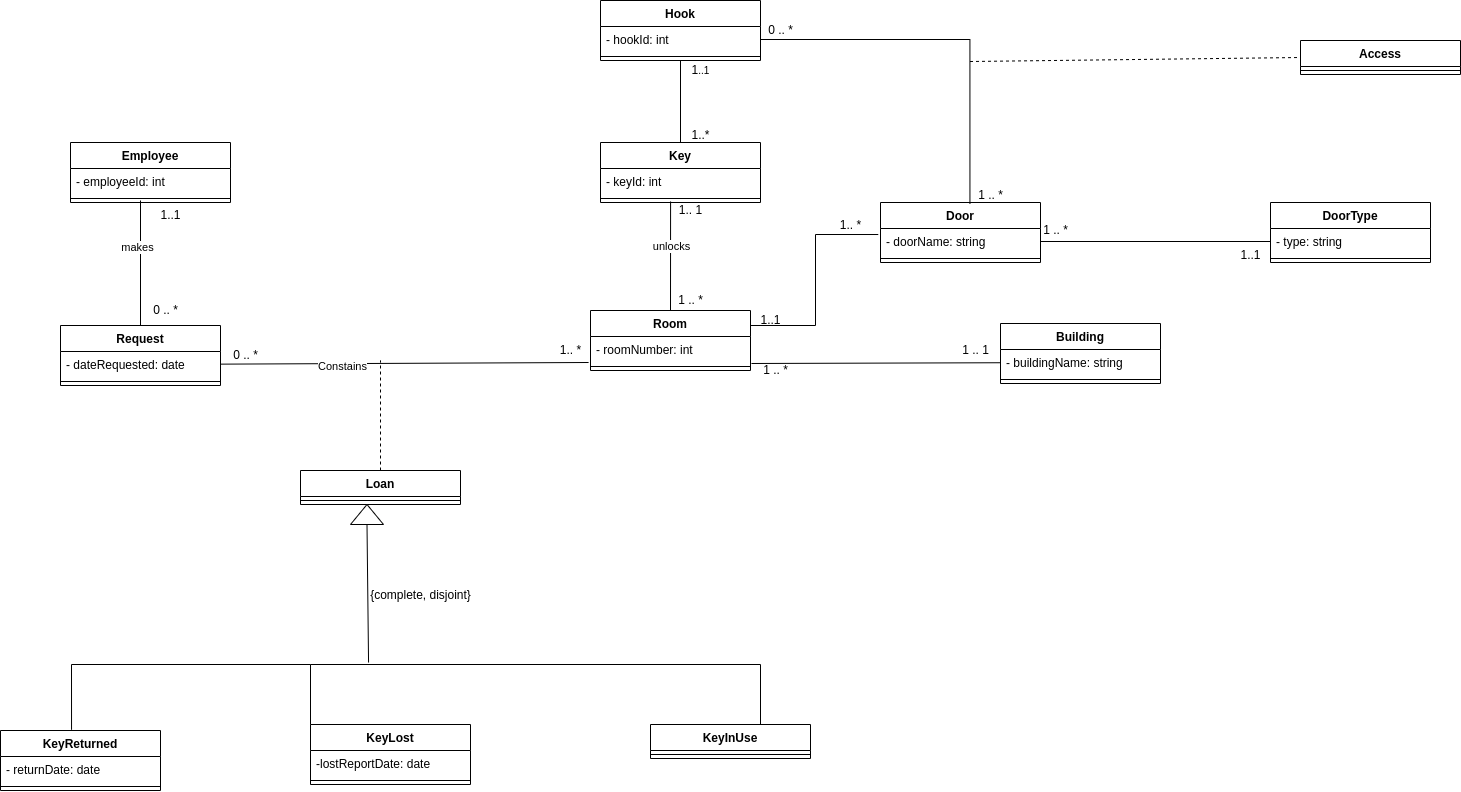 Hook
- hookId: int
0 .. *
1..1
Access
1..*
Employee
- employeeId: int
1..1
makes
0 .. *
Key
- keyId: int
1.. 1
unlocks
1 .. *
1 .. *
Door
- doorName: string
1.. *
1 .. *
DoorType
- type: string
1..1
Request
- dateRequested: date
0 .. *
Constains
1.. *
Room
- roomNumber: int
1..1
1 .. *
1 .. 1
Building
- buildingName: string
Loan
{complete, disjoint}
KeyReturned
- returnDate: date
KeyLost
-lostReportDate: date
KeyInUse